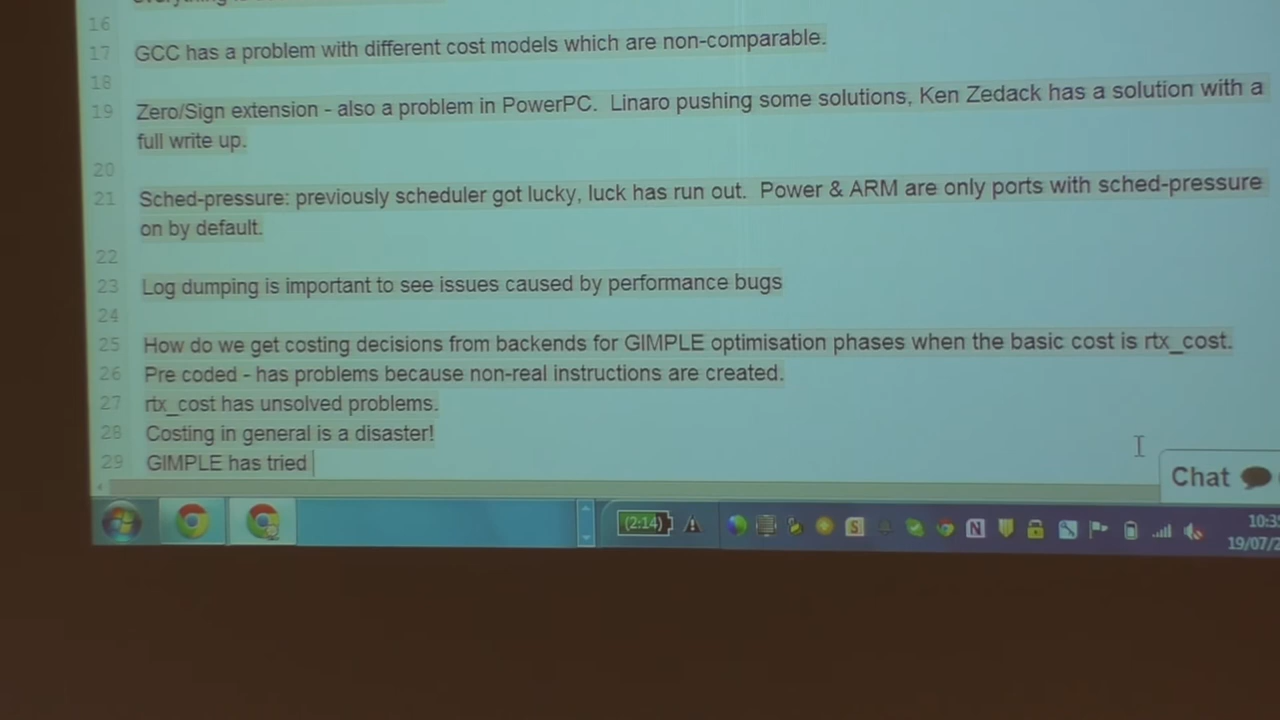 16
17 GCC has a problem with different cost models which are non-comparable.
18
19 Zero/Sign extension - also a problem in PowerPC. Linaro pushing some solutions, Ken Zedack has a solution with a
full write up.
20
21 Sched-pressure: previously scheduler got lucky, luck has run out. Power & ARM are only ports with sched-pressure
on by default.
22
23 Log dumping is important to see issues caused by performance bugs
24
25 How do we get costing decisions from backends for GIMPLE optimisation phases when the basic cost is rtx_cost.
26 Pre coded - has problems because non-real instructions are created.
27 rtx_cost has unsolved problems.
28 Costing in general is a disaster!
29 GIMPLE has tried
Chat
(2:14)
S
N
10:3
19/07/2